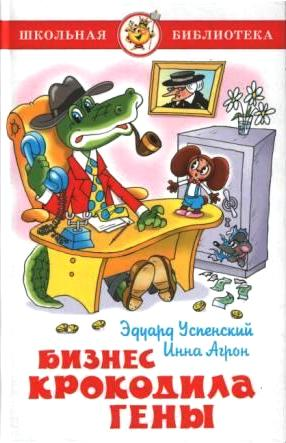 ШКОЛЬНАЯ БИБЛИОТЕКА
Эдуард Успенский
Инна Агрон
БИЗНЕС
КРОКОДИЛА
ГЕНЫ